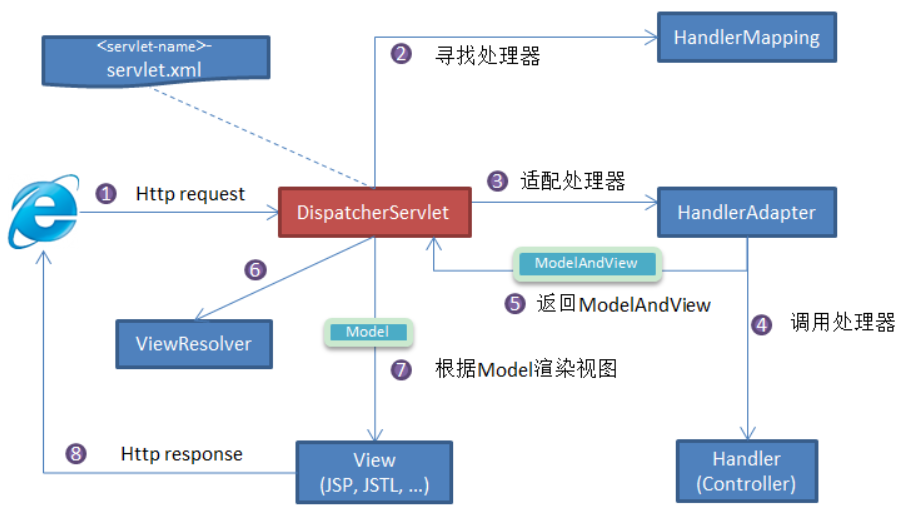 <servlet-name>-
servlet.xml
② 寻找处理器
HandlerMapping
① Http request
DispatcherServlet
③ 适配处理器
HandlerAdapter
ModelAndView
⑤ 返回ModelAndView
④ 调用处理器
⑥
ViewResolver
Model
⑦ 根据Model渲染视图
⑧ Http response
View
(JSP, JSTL, ...)
Handler
(Controller)